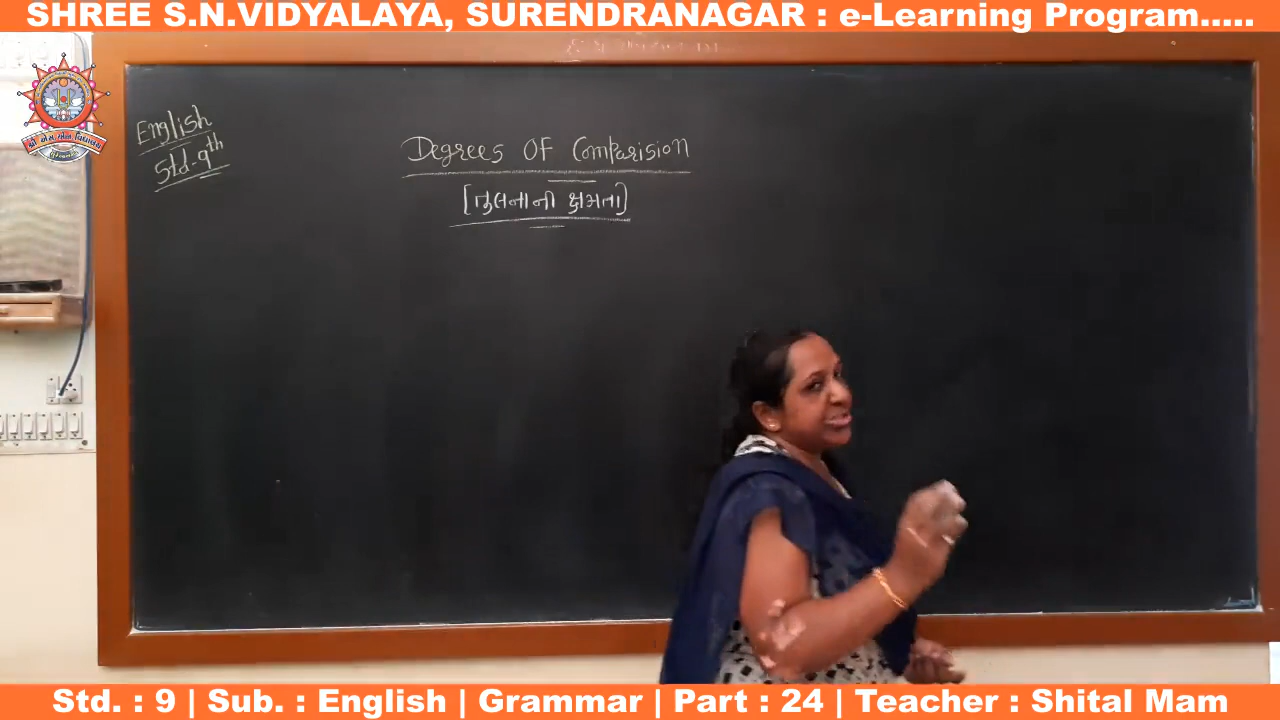 SHREE S.N.VIDYALAYA, SURENDRANAGAR : e-Learning Program.....
English
Std-9th
Degrees OF Comparision
[તુલનાની ક્ષમતા]
Std. : 9 | Sub. : English | Grammar | Part : 24 | Teacher : Shital Mam